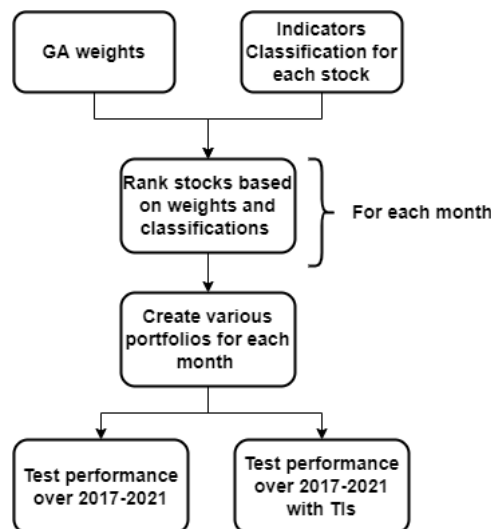 GA weights
Indicators
Classification for
each stock
Rank stocks based
on weights and
classifications
For each month
Create various
portfolios for each
month
Test performance
over 2017-2021
Test performance
over 2017-2021
with TIs